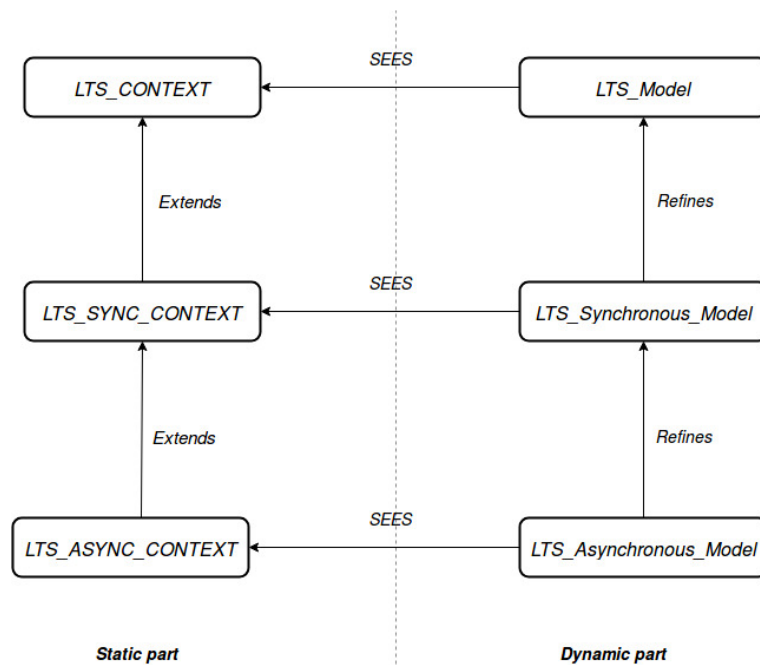 SEES
LTS_CONTEXT
LTS_Model
Extends
Refines
SEES
LTS_SYNC_CONTEXT
LTS_Synchronous_Model
Extends
Refines
SEES
LTS_ASYNC_CONTEXT
LTS_Asynchronous_Model
Static part
Dynamic part